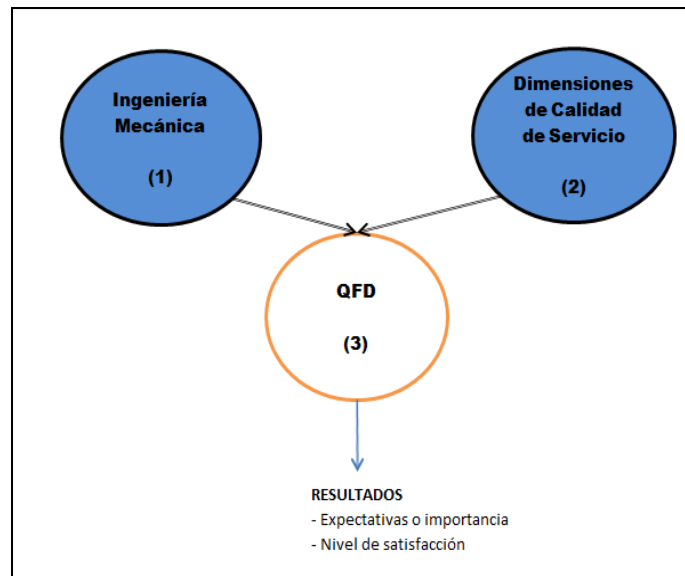 Ingeniería
Mecánica
(1)
Dimensiones
de Calidad
de Servicio
(2)
QFD
(3)
RESULTADOS
- Expectativas o importancia
- Nivel de satisfacción